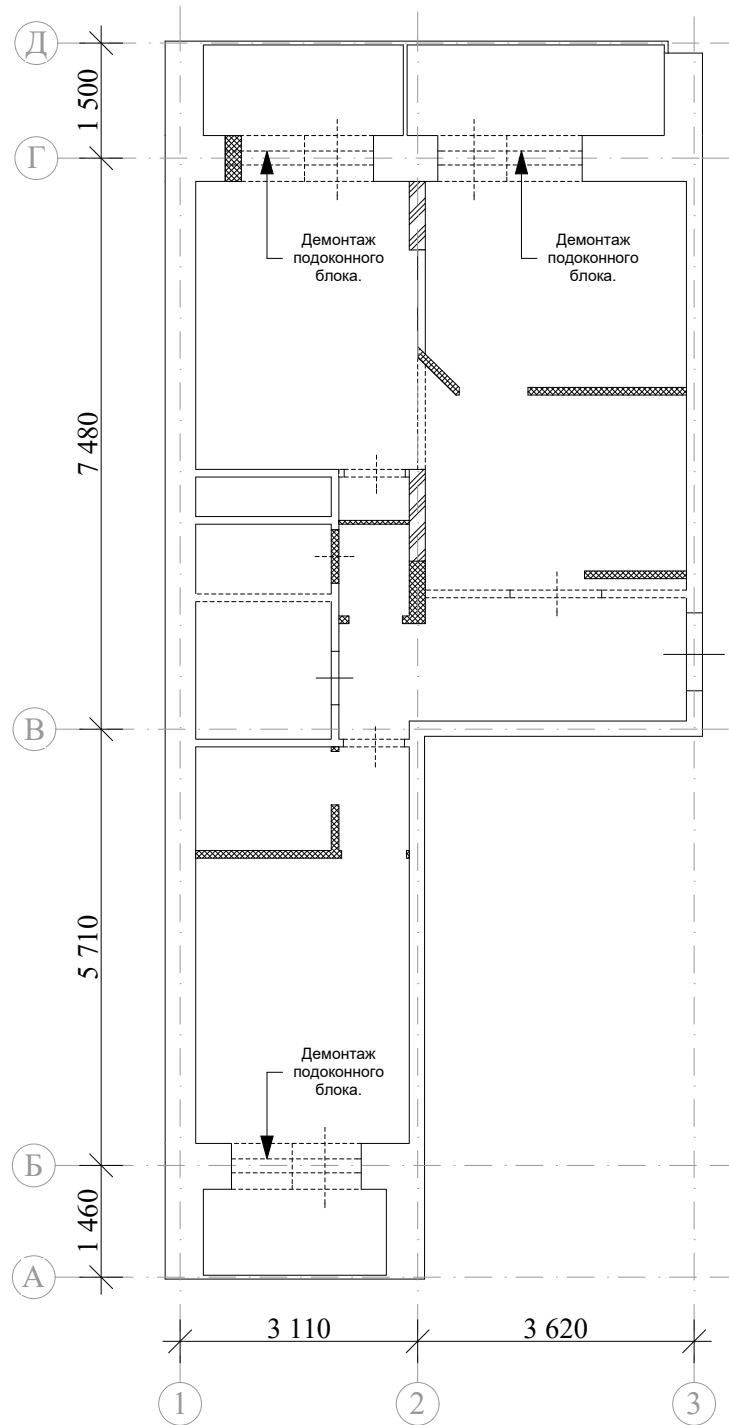 Д
1 500
Г
Демонтаж
подоконного
блока.
Демонтаж
подоконного
блока.
7 480
В
5 710
Демонтаж
подоконного
блока.
Б
1 460
А
3 110
3 620
1
2
3